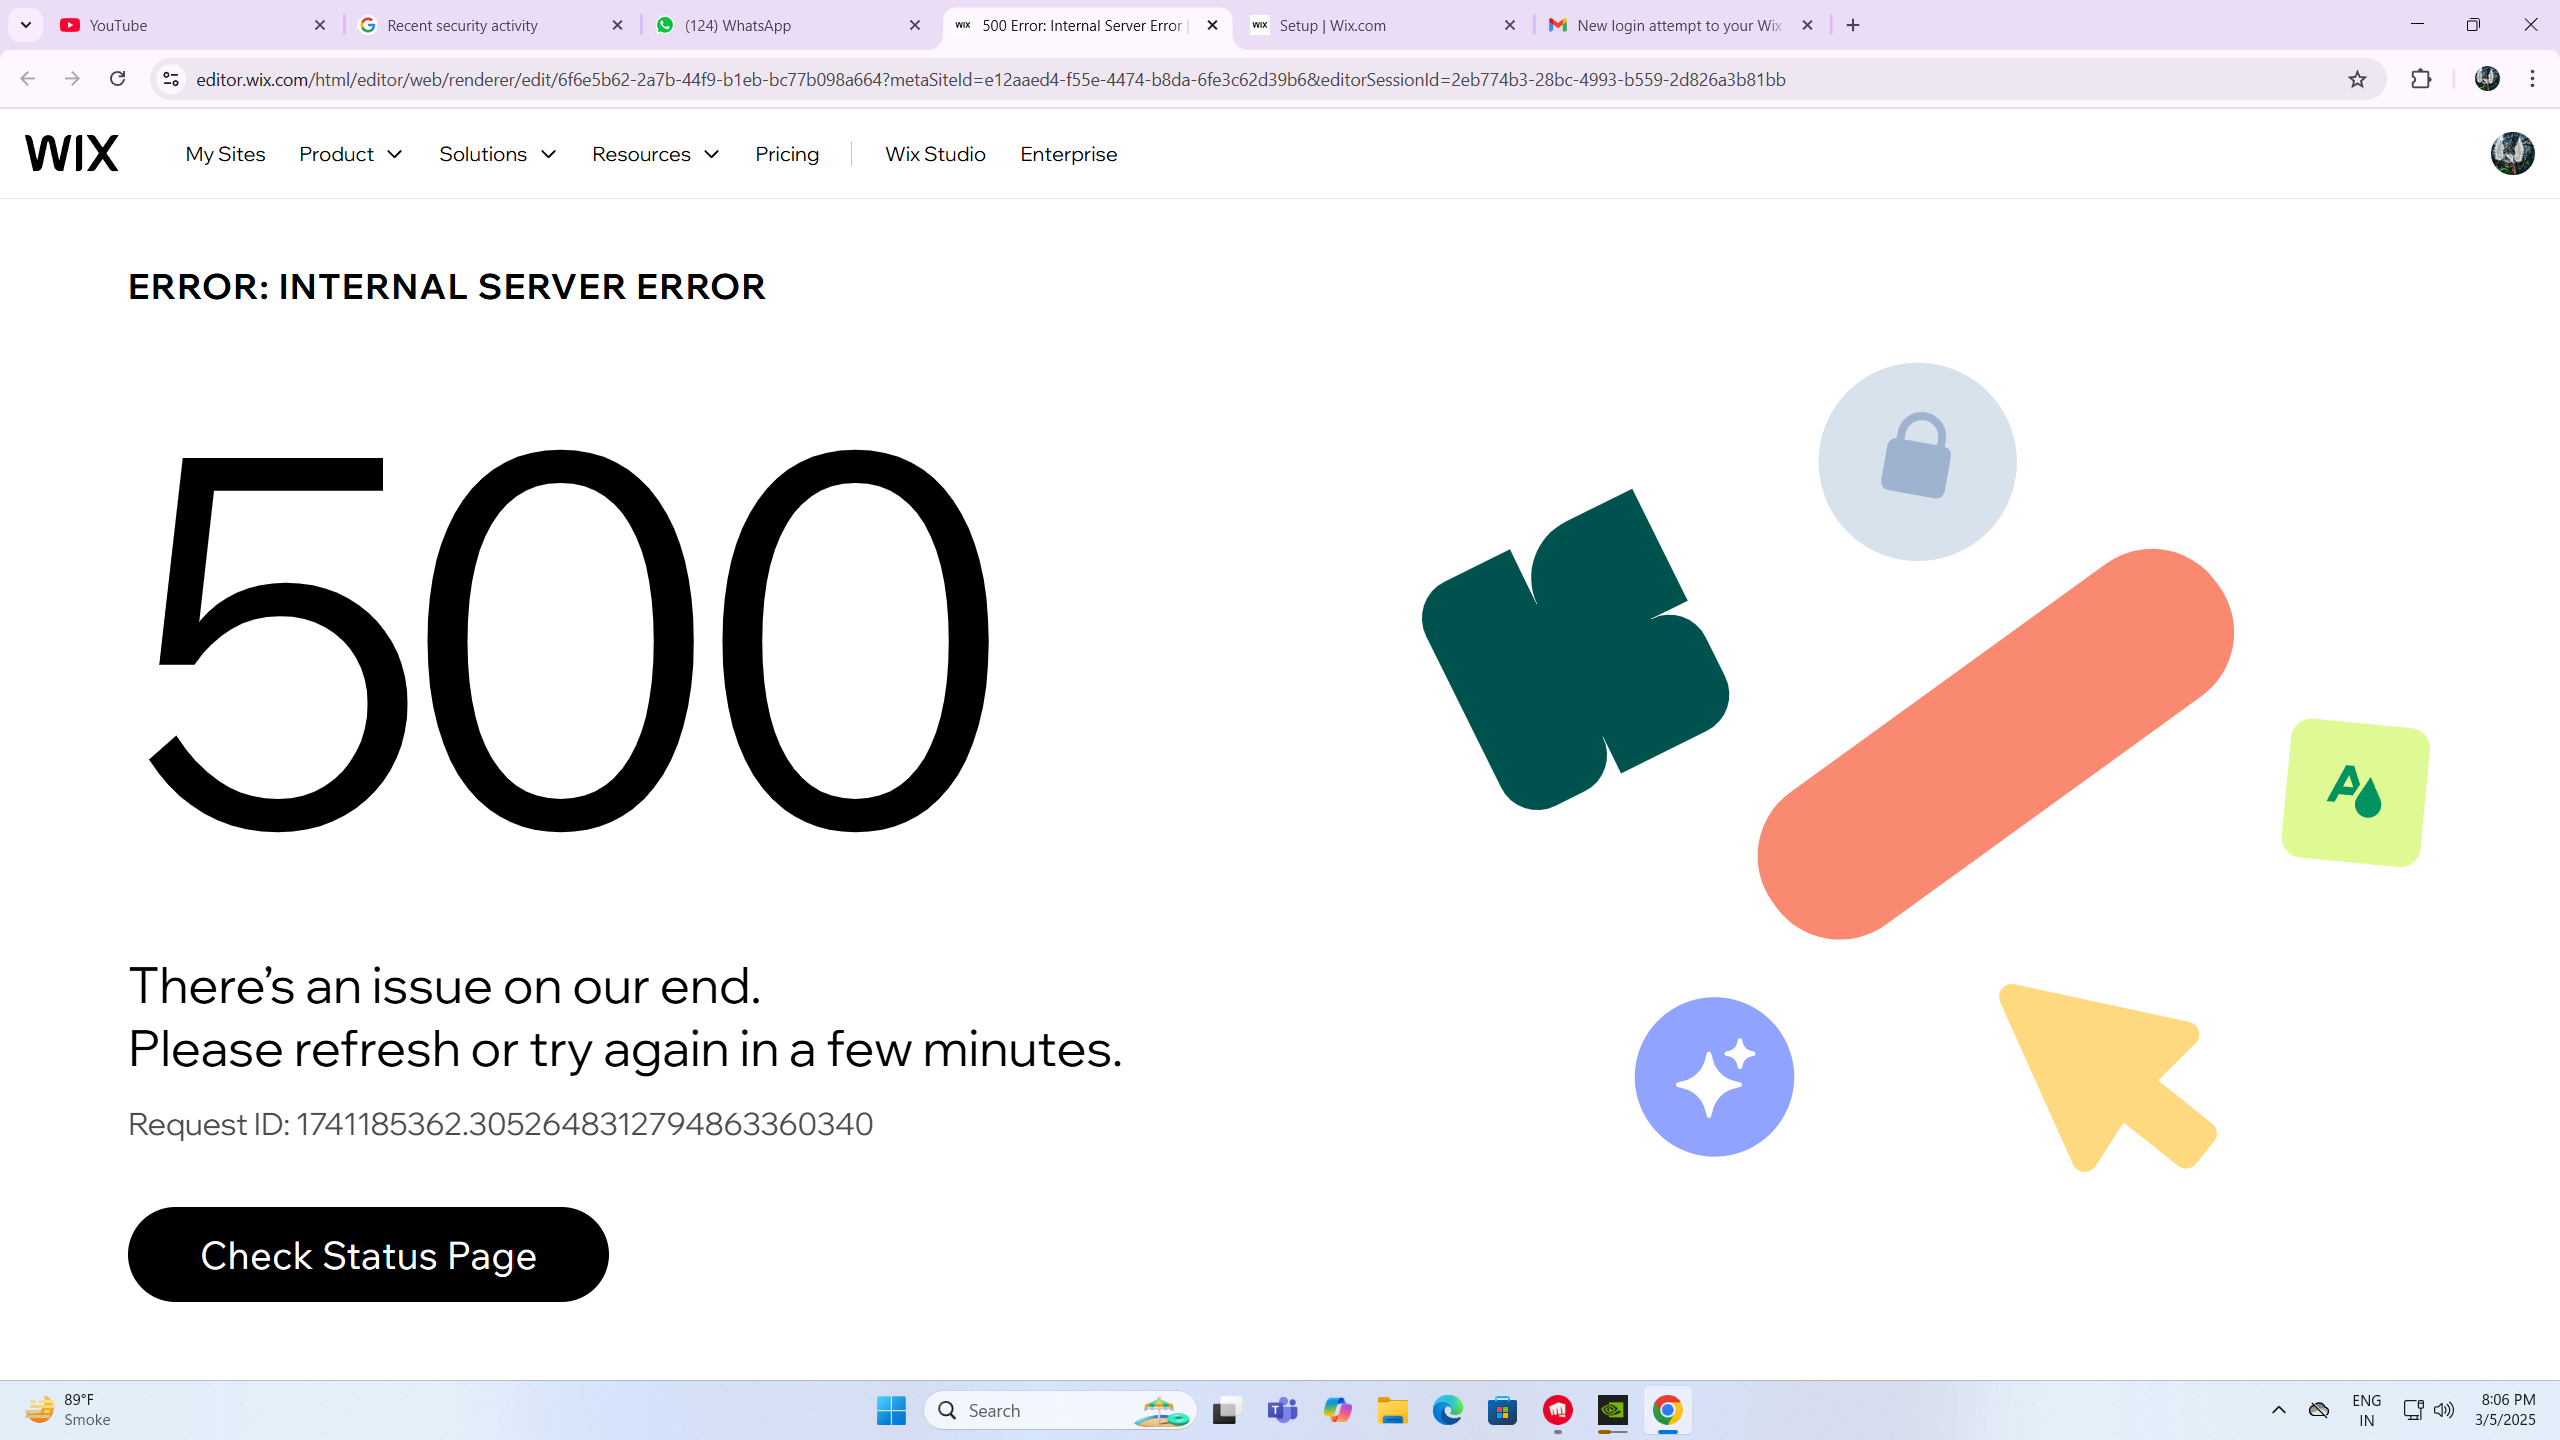 YouTube
Recent security activity
(124) WhatsApp
WIX 500 Error: Internal Server Error |
WIX Setup | Wix.com
New login attempt to your Wix
editor.wix.com/html/editor/web/renderer/edit/6f6e5b62-2a7b-44f9-b1eb-bc77b098a664?metaSiteId=e12aaed4-f55e-4474-b8da-6fe3c62d39b6&editorSessionId=2eb774b3-28bc-4993-b559-2d826a3b81bb
WIX My Sites Product Solutions Resources Pricing Wix Studio Enterprise
ERROR: INTERNAL SERVER ERROR
500
A
There’s an issue on our end.
Please refresh or try again in a few minutes.
Request ID: 1741185362.3052648312794863360340
Check Status Page
89°F
Smoke
Search
T
ENG
IN
8:06 PM
3/5/2025